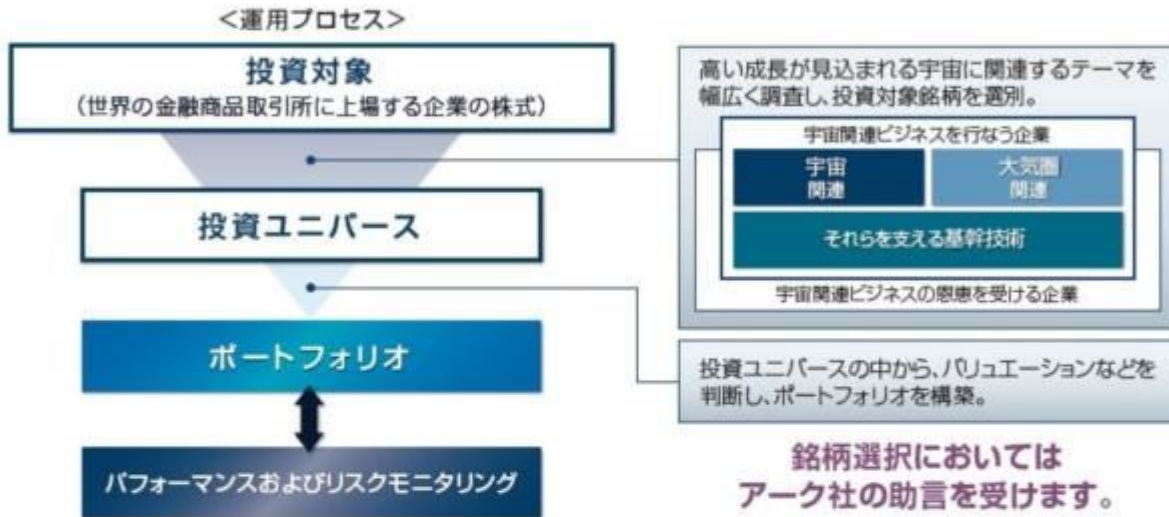 ＜運用プロセス＞
投資対象
（世界の金融商品取引所に上場する企業の株式）
投資ユニバース
ポートフォリオ
パフォーマンスおよびリスクモニタリング
高い成長が見込まれる宇宙に関連するテーマを
幅広く調査し、投資対象銘柄を選別。
宇宙関連ビジネスを行なう企業
宇宙
関連
大気圏
関連
それらを支える基幹技術
宇宙関連ビジネスの恩恵を受ける企業
投資ユニバースの中から、バリュエーションなどを
判断し、ポートフォリオを構築。
銘柄選択においては
アーク社の助言を受けます。